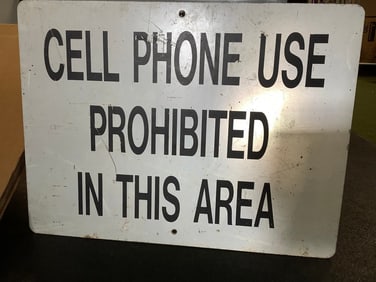 CELL PHONE USE
PROHIBITED
IN THIS AREA